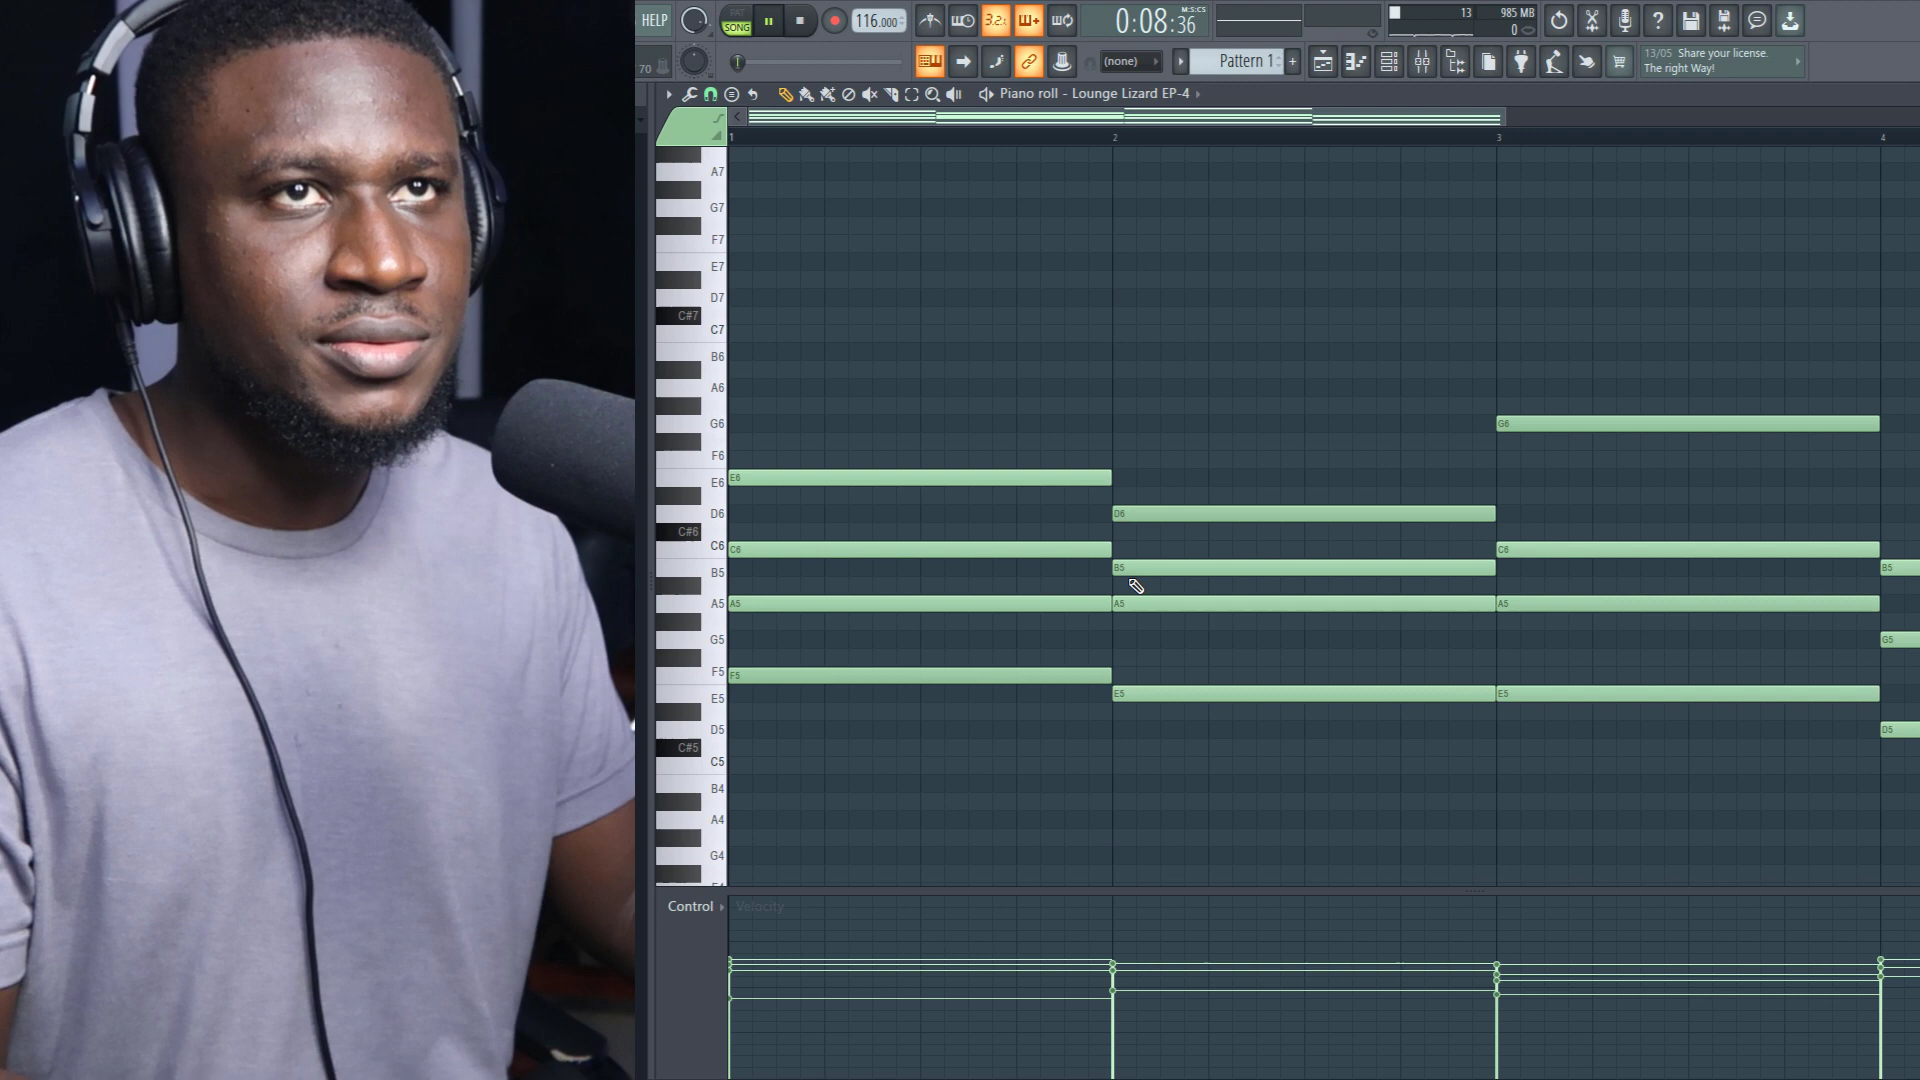 HELP
PAT
SONG
116.000
3.2.
0:08:36
M:S:CS
13
985 MB
0
70
(none)
Pattern 1
+
13/05 Share your license.
The right Way!
Piano roll - Lounge Lizard EP-4
1
2
3
4
A7
G7
F7
E7
D7
C#7
C7
B6
A6
G6
G6
F6
E6
E6
D6
D6
C#6
C6
C6
C6
B5
B5
B5
A5
A5
A5
A5
G5
G5
F5
F5
E5
E5
E5
D5
D5
C#5
C5
B4
A4
G4
Control
Velocity